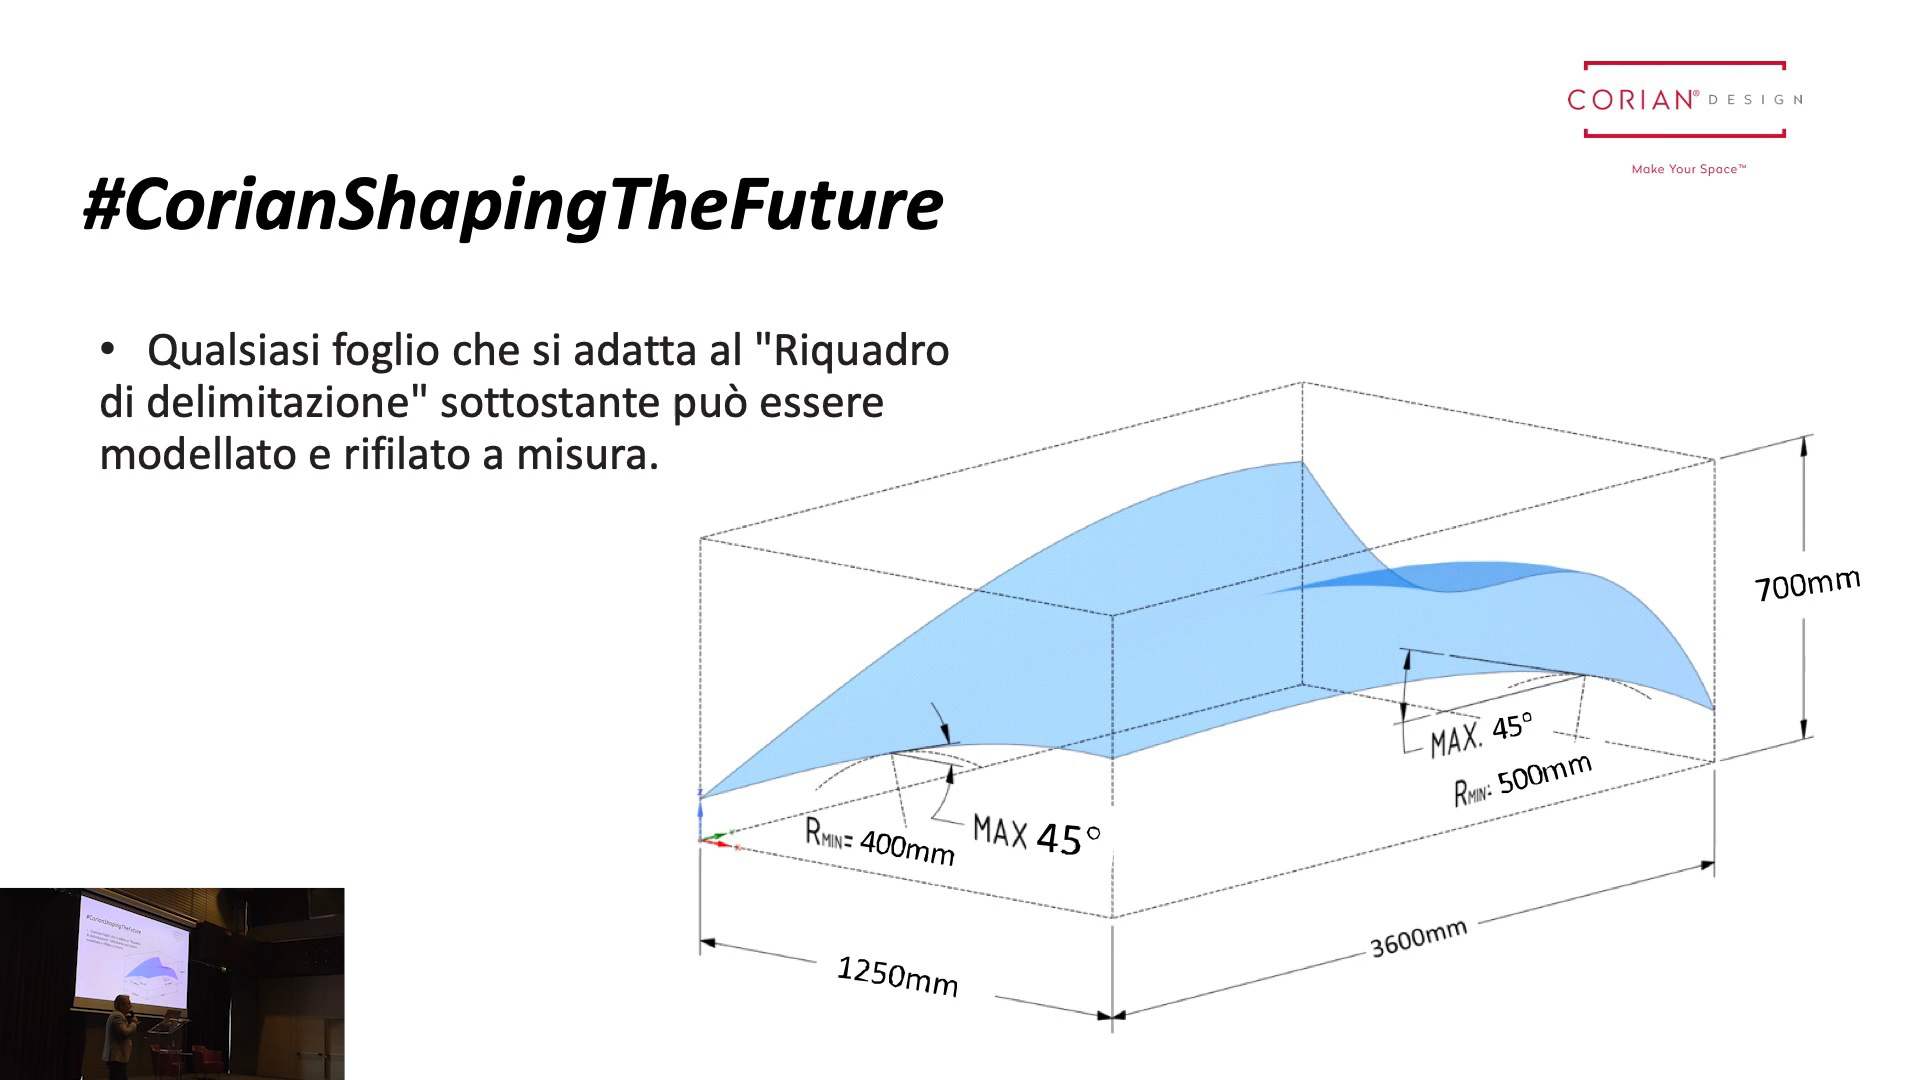 CORIAN® DESIGN
Make Your Space™
#CorianShapingTheFuture
• Qualsiasi foglio che si adatta al "Riquadro
di delimitazione" sottostante può essere
modellato e rifilato a misura.
700mm
MAX. 45°
RMIN: 500mm
MAX 45°
RMIN= 400mm
z
Y
X
3600mm
1250mm
#CorianShapingTheFuture